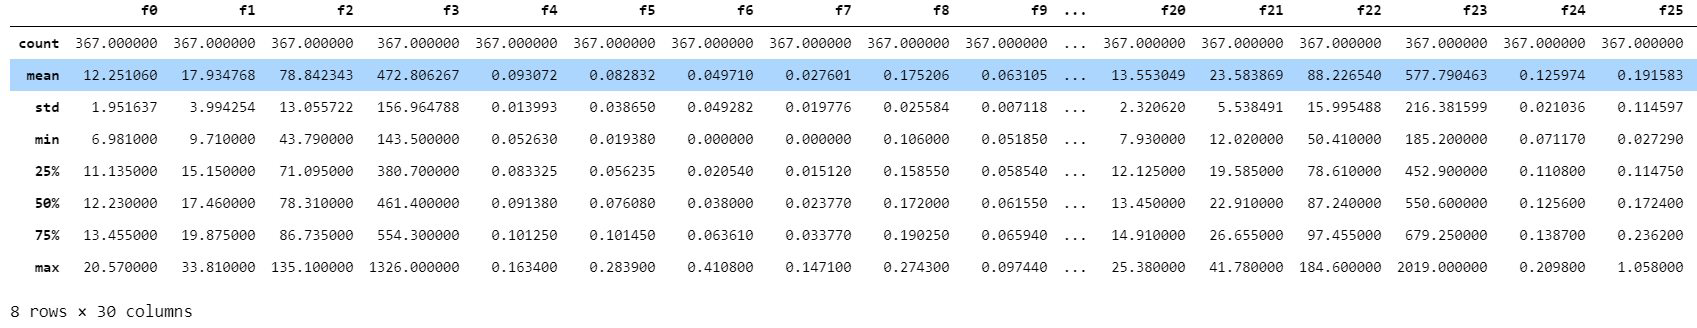 f0 f1 f2 f3 f4 f5 f6 f7 f8 f9 ... f20 f21 f22 f23 f24 f25
count 367.000000 367.000000 367.000000 367.000000 367.000000 367.000000 367.000000 367.000000 367.000000 367.000000 ... 367.000000 367.000000 367.000000 367.000000 367.000000 367.000000
mean 12.251060 17.934768 78.842343 472.806267 0.093072 0.082832 0.049710 0.027601 0.175206 0.063105 ... 13.553049 23.583869 88.226540 577.790463 0.125974 0.191583
std 1.951637 3.994254 13.055722 156.964788 0.013993 0.038650 0.049282 0.019776 0.025584 0.007118 ... 2.320620 5.538491 15.995488 216.381599 0.021036 0.114597
min 6.981000 9.710000 43.790000 143.500000 0.052630 0.019380 0.000000 0.000000 0.106000 0.051850 ... 7.930000 12.020000 50.410000 185.200000 0.071170 0.027290
25% 11.135000 15.150000 71.095000 380.700000 0.083325 0.056235 0.020540 0.015120 0.158550 0.058540 ... 12.125000 19.585000 78.610000 452.900000 0.110800 0.114750
50% 12.230000 17.460000 78.310000 461.400000 0.091380 0.076080 0.038000 0.023770 0.172000 0.061550 ... 13.450000 22.910000 87.240000 550.600000 0.125600 0.172400
75% 13.455000 19.875000 86.735000 554.300000 0.101250 0.101450 0.063610 0.033770 0.190250 0.065940 ... 14.910000 26.655000 97.455000 679.250000 0.138700 0.236200
max 20.570000 33.810000 135.100000 1326.000000 0.163400 0.283900 0.410800 0.147100 0.274300 0.097440 ... 25.380000 41.780000 184.600000 2019.000000 0.209800 1.058000
8 rows × 30 columns